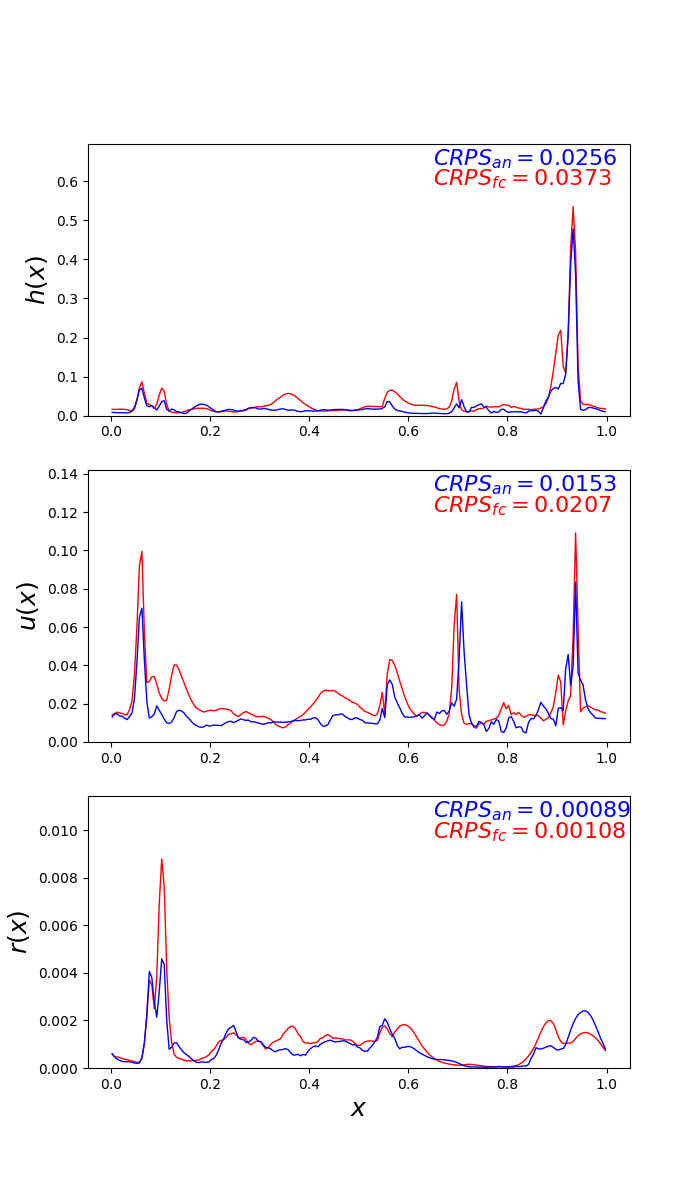 CRPS_an = 0.0256
CRPS_fc = 0.0373
h(x)
0.6
0.5
0.4
0.3
0.2
0.1
0.0
0.0 0.2 0.4 0.6 0.8 1.0
CRPS_an = 0.0153
CRPS_fc = 0.0207
u(x)
0.14
0.12
0.10
0.08
0.06
0.04
0.02
0.00
0.0 0.2 0.4 0.6 0.8 1.0
CRPS_an = 0.00089
CRPS_fc = 0.00108
r(x)
0.010
0.008
0.006
0.004
0.002
0.000
0.0 0.2 0.4 0.6 0.8 1.0
x